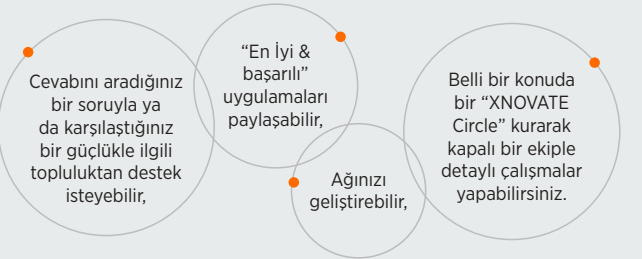 Cevabını aradığınız
bir soruyla ya
da karşılaştığınız
bir güçlükle ilgili
topluluktan destek
isteyebilir,
“En İyi &
başarılı”
uygulamaları
paylaşabilir,
Ağınızı
geliştirebilir,
Belli bir konuda
bir “XNOVATE
Circle” kurarak
kapalı bir ekiple
detaylı çalışmalar
yapabilirsiniz.